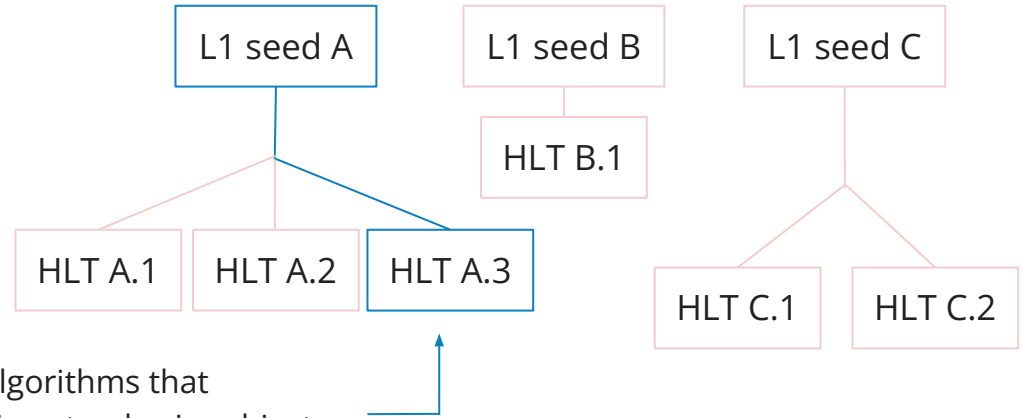 L1 seed A
L1 seed B
L1 seed C
HLT B.1
HLT A.1
HLT A.2
HLT A.3
HLT C.1
HLT C.2
lgorithms that